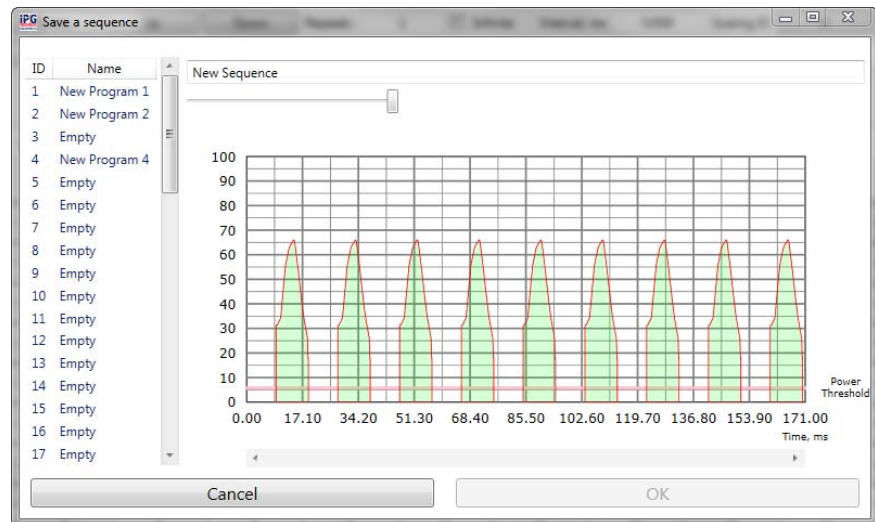 IPG Save a sequence
ID Name
1 New Program 1
2 New Program 2
3 Empty
4 New Program 4
5 Empty
6 Empty
7 Empty
8 Empty
9 Empty
10 Empty
11 Empty
12 Empty
13 Empty
14 Empty
15 Empty
16 Empty
17 Empty
New Sequence
100
90
80
70
60
50
40
30
20
10
0
Power
Threshold
0.00 17.10 34.20 51.30 68.40 85.50 102.60 119.70 136.80 153.90 171.00
Time, ms
Cancel OK